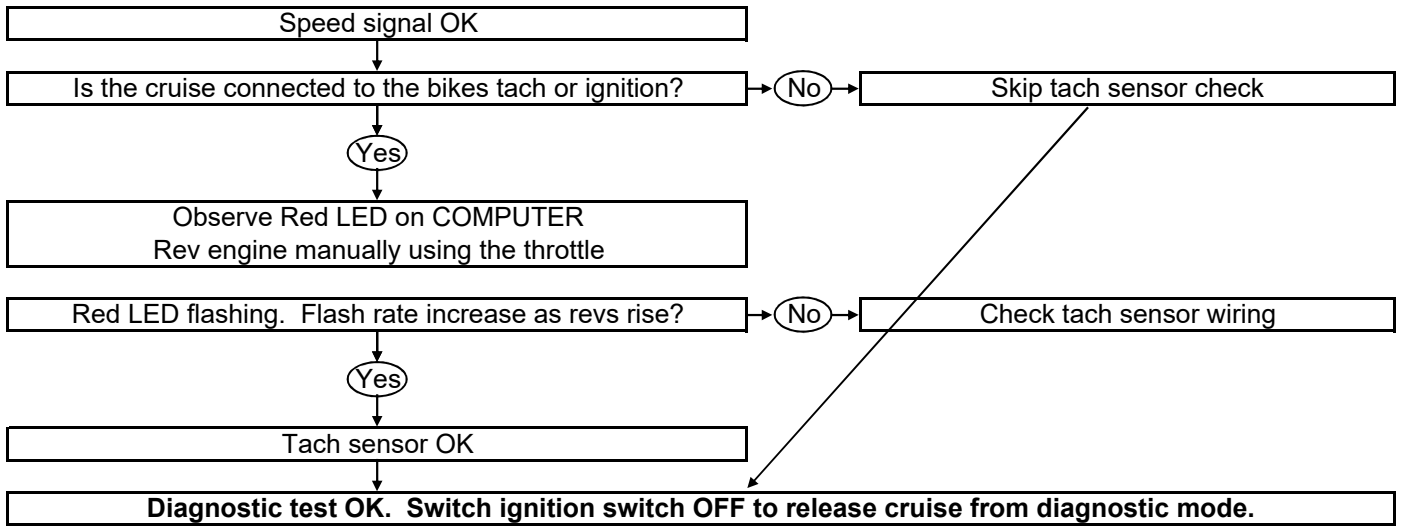 Speed signal OK
Is the cruise connected to the bikes tach or ignition?
No
Skip tach sensor check
Yes
Observe Red LED on COMPUTER
Rev engine manually using the throttle
Red LED flashing.  Flash rate increase as revs rise?
No
Check tach sensor wiring
Yes
Tach sensor OK
Diagnostic test OK.  Switch ignition switch OFF to release cruise from diagnostic mode.